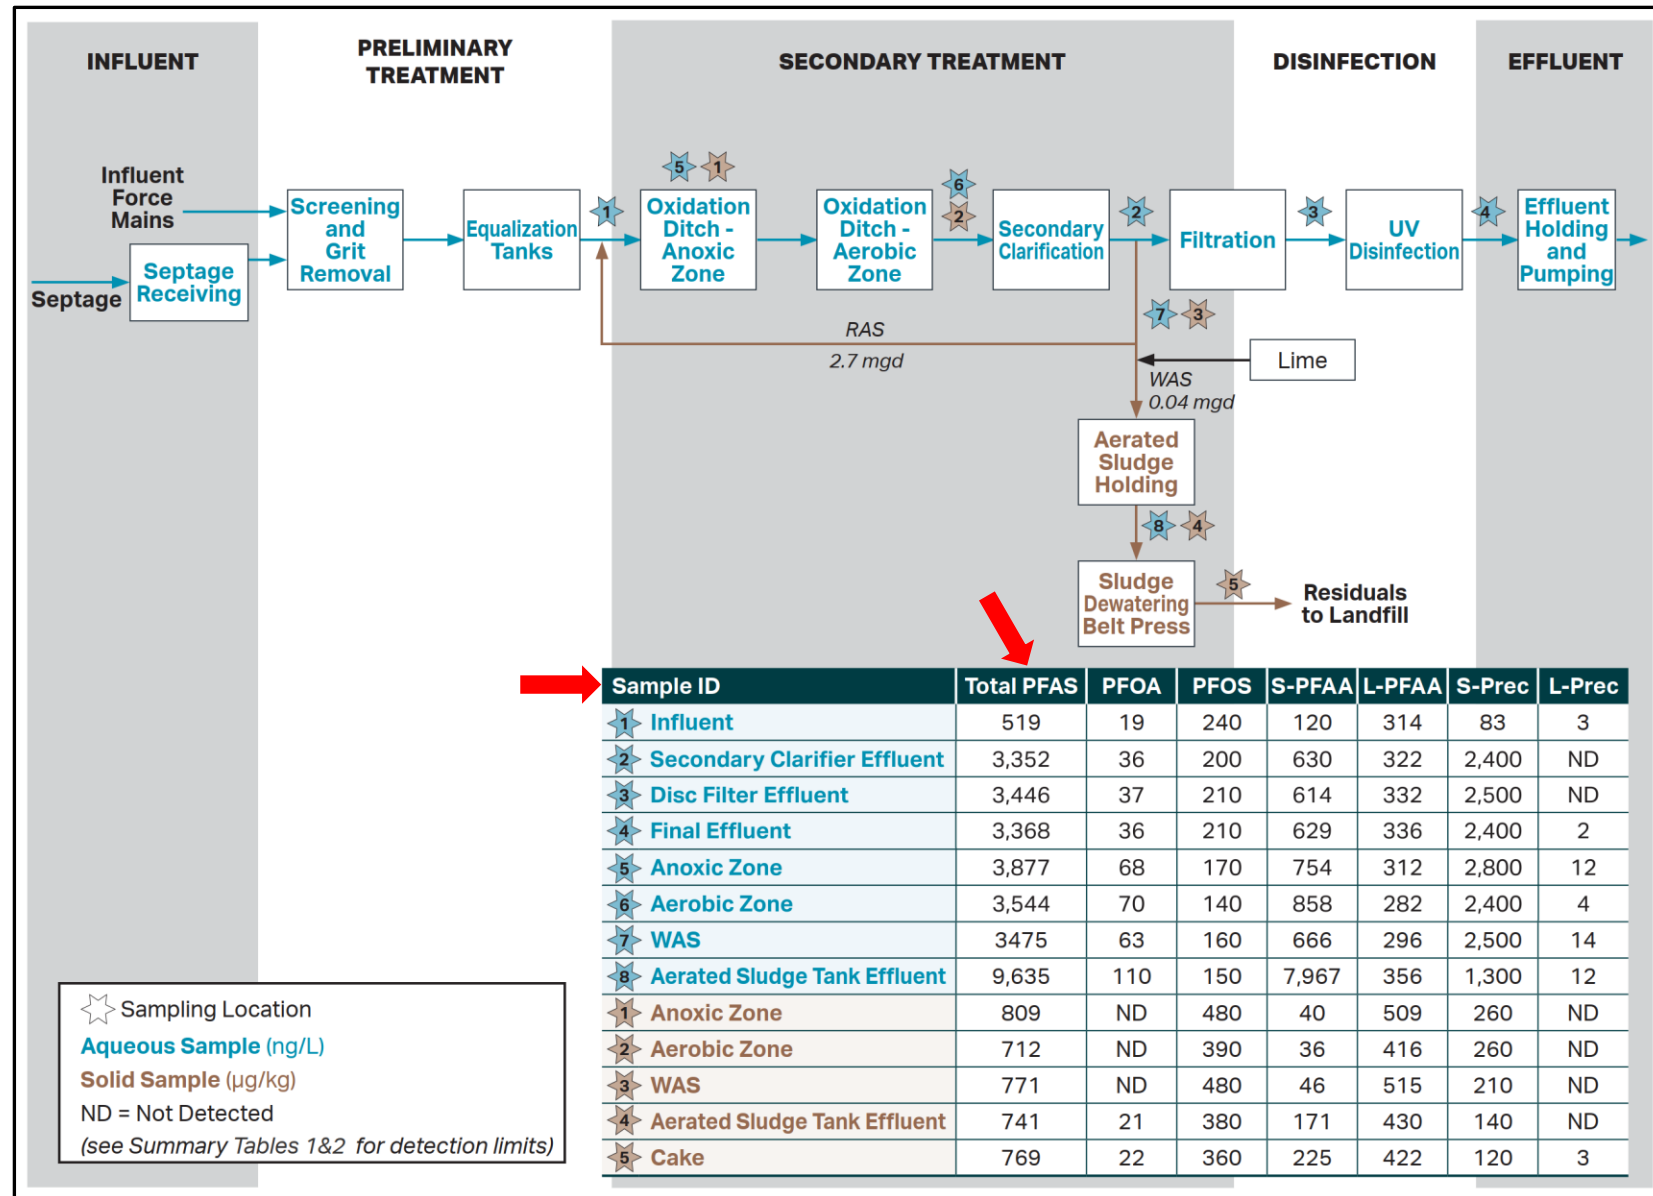 INFLUENT
PRELIMINARY
TREATMENT
SECONDARY TREATMENT
DISINFECTION
EFFLUENT
Influent
Force
Mains
Septage
Septage
Receiving
Screening
and
Grit
Removal
Equalization
Tanks
1
5 1
Oxidation
Ditch -
Anoxic
Zone
Oxidation
Ditch -
Aerobic
Zone
6
2
Secondary
Clarification
2
Filtration
3
UV
Disinfection
4
Effluent
Holding
and
Pumping
7 3
RAS
2.7 mgd
Lime
WAS
0.04 mgd
Aerated
Sludge
Holding
8 4
Sludge
Dewatering
Belt Press
5
Residuals
to Landfill
Sample ID Total PFAS PFOA PFOS S-PFAA L-PFAA S-Prec L-Prec
1 Influent 519 19 240 120 314 83 3
2 Secondary Clarifier Effluent 3,352 36 200 630 322 2,400 ND
3 Disc Filter Effluent 3,446 37 210 614 332 2,500 ND
4 Final Effluent 3,368 36 210 629 336 2,400 2
5 Anoxic Zone 3,877 68 170 754 312 2,800 12
6 Aerobic Zone 3,544 70 140 858 282 2,400 4
7 WAS 3475 63 160 666 296 2,500 14
8 Aerated Sludge Tank Effluent 9,635 110 150 7,967 356 1,300 12
1 Anoxic Zone 809 ND 480 40 509 260 ND
2 Aerobic Zone 712 ND 390 36 416 260 ND
3 WAS 771 ND 480 46 515 210 ND
4 Aerated Sludge Tank Effluent 741 21 380 171 430 140 ND
5 Cake 769 22 360 225 422 120 3
Sampling Location
Aqueous Sample (ng/L)
Solid Sample (µg/kg)
ND = Not Detected
(see Summary Tables 1&2 for detection limits)